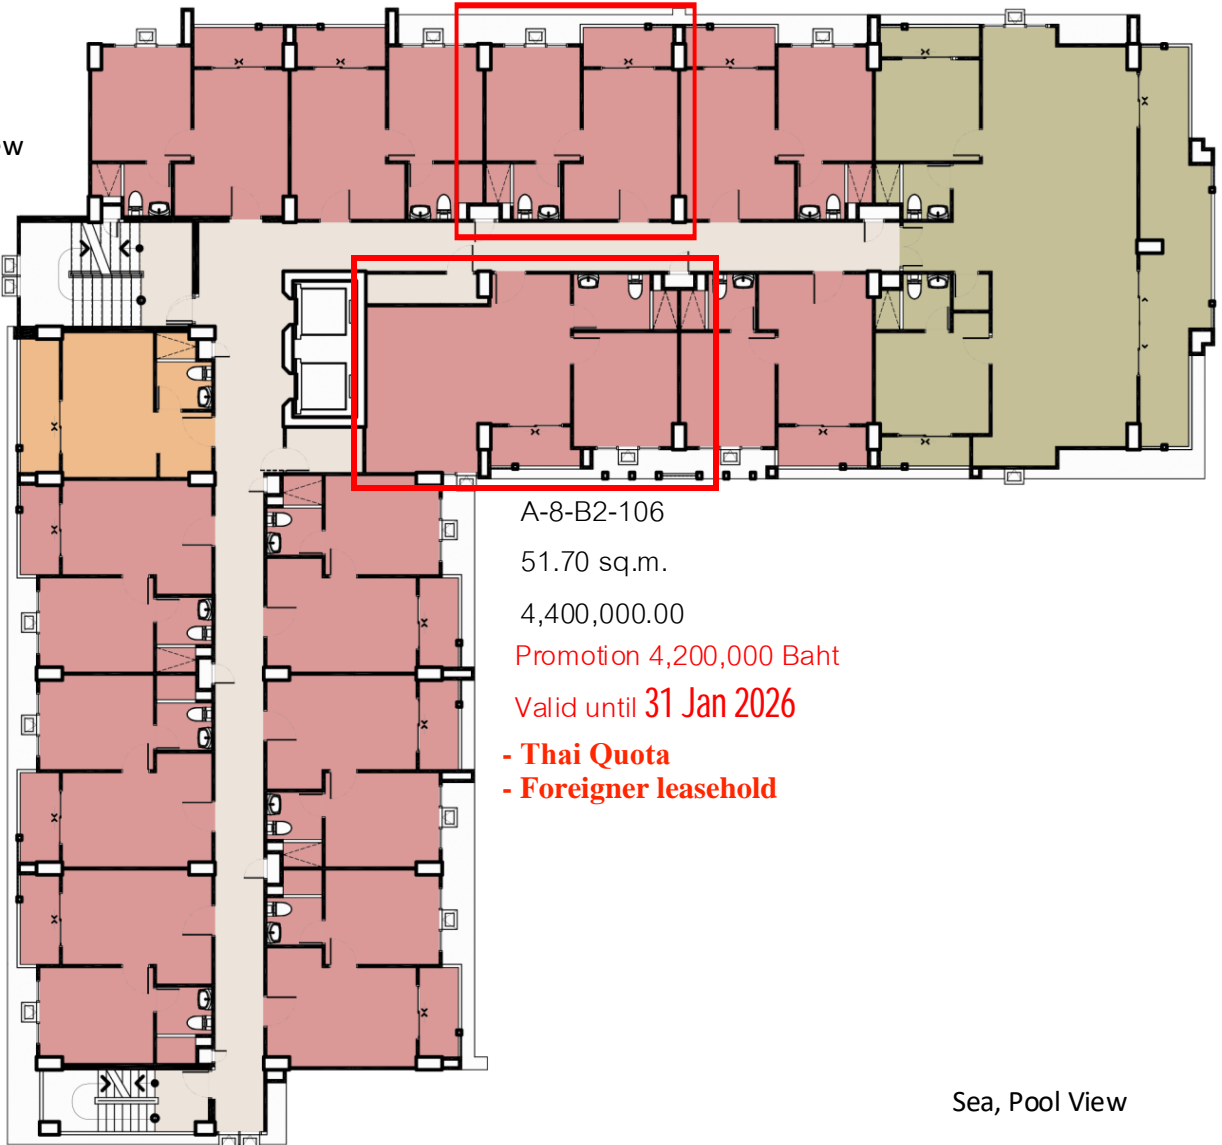 A-8-B2-106
51.70 sq.m.
4,400,000.00
Promotion 4,200,000 Baht
Valid until 31 Jan 2026
- Thai Quota
- Foreigner leasehold
Sea, Pool View